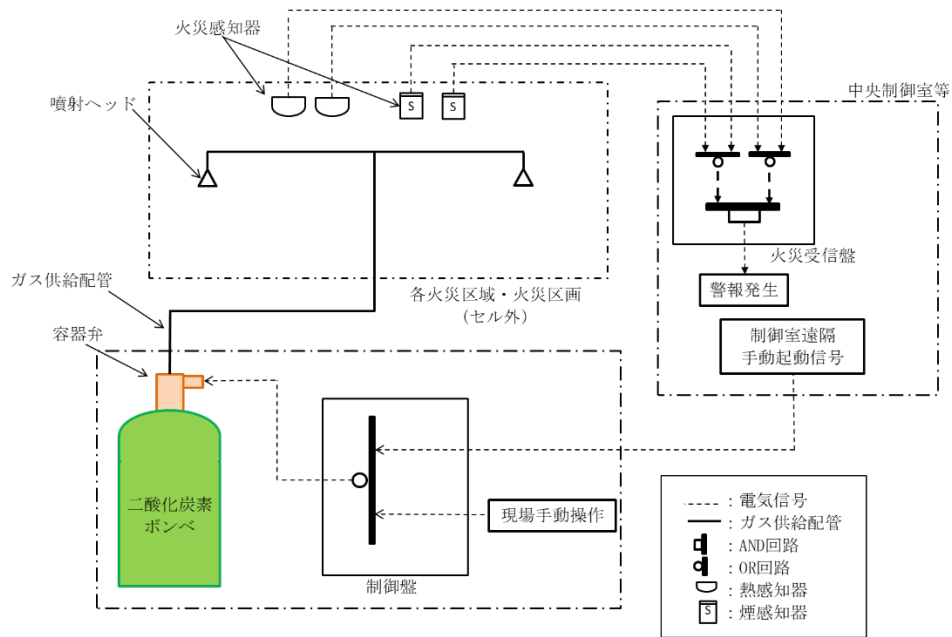 火災感知器
噴射ヘッド
S
S
中央制御室等
火災受信盤
警報発生
制御室遠隔
手動起動信号
ガス供給配管
各火災区域・火災区画
(セル外)
容器弁
二酸化炭素
ボンベ
現場手動操作
制御盤
：電気信号
：ガス供給配管
：AND回路
：OR回路
：熱感知器
S ：煙感知器